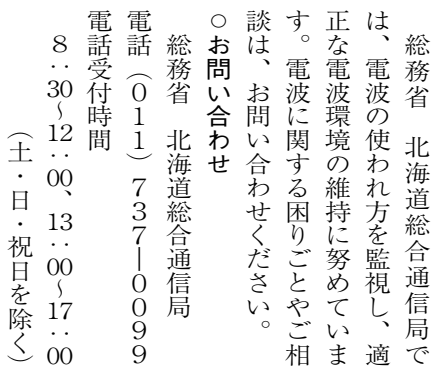 総務省　北海道総合通信局で
は、電波の使われ方を監視し、適
正な電波環境の維持に努めていま
す。電波に関する困りごとやご相
談は、お問い合わせください。
○お問い合わせ
総務省　北海道総合通信局
電話（０１１）７３７―００９９
電話受付時間
８：30～12：00、13：00～17：00
（土・日・祝日を除く）